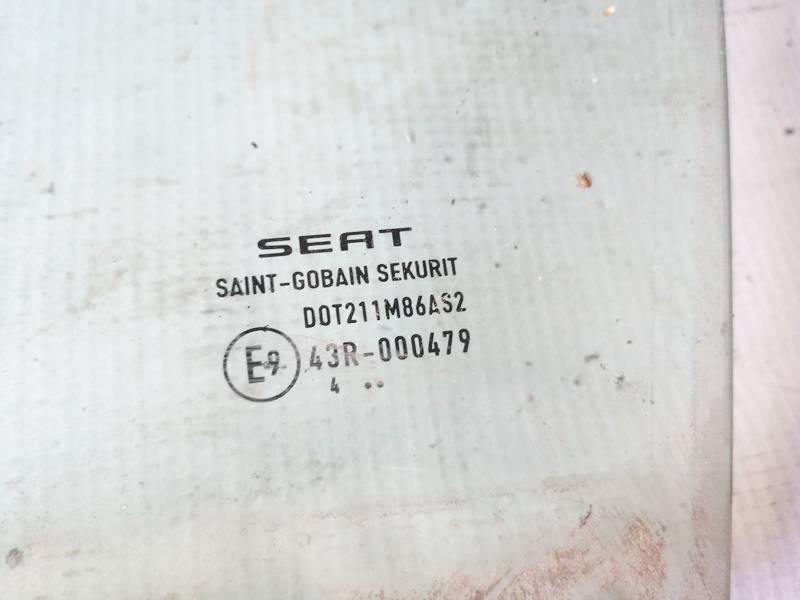 SEAT
SAINT-GOBAIN SEKURIT
DOT211M86AS2
E9 43R-000479
4 ••